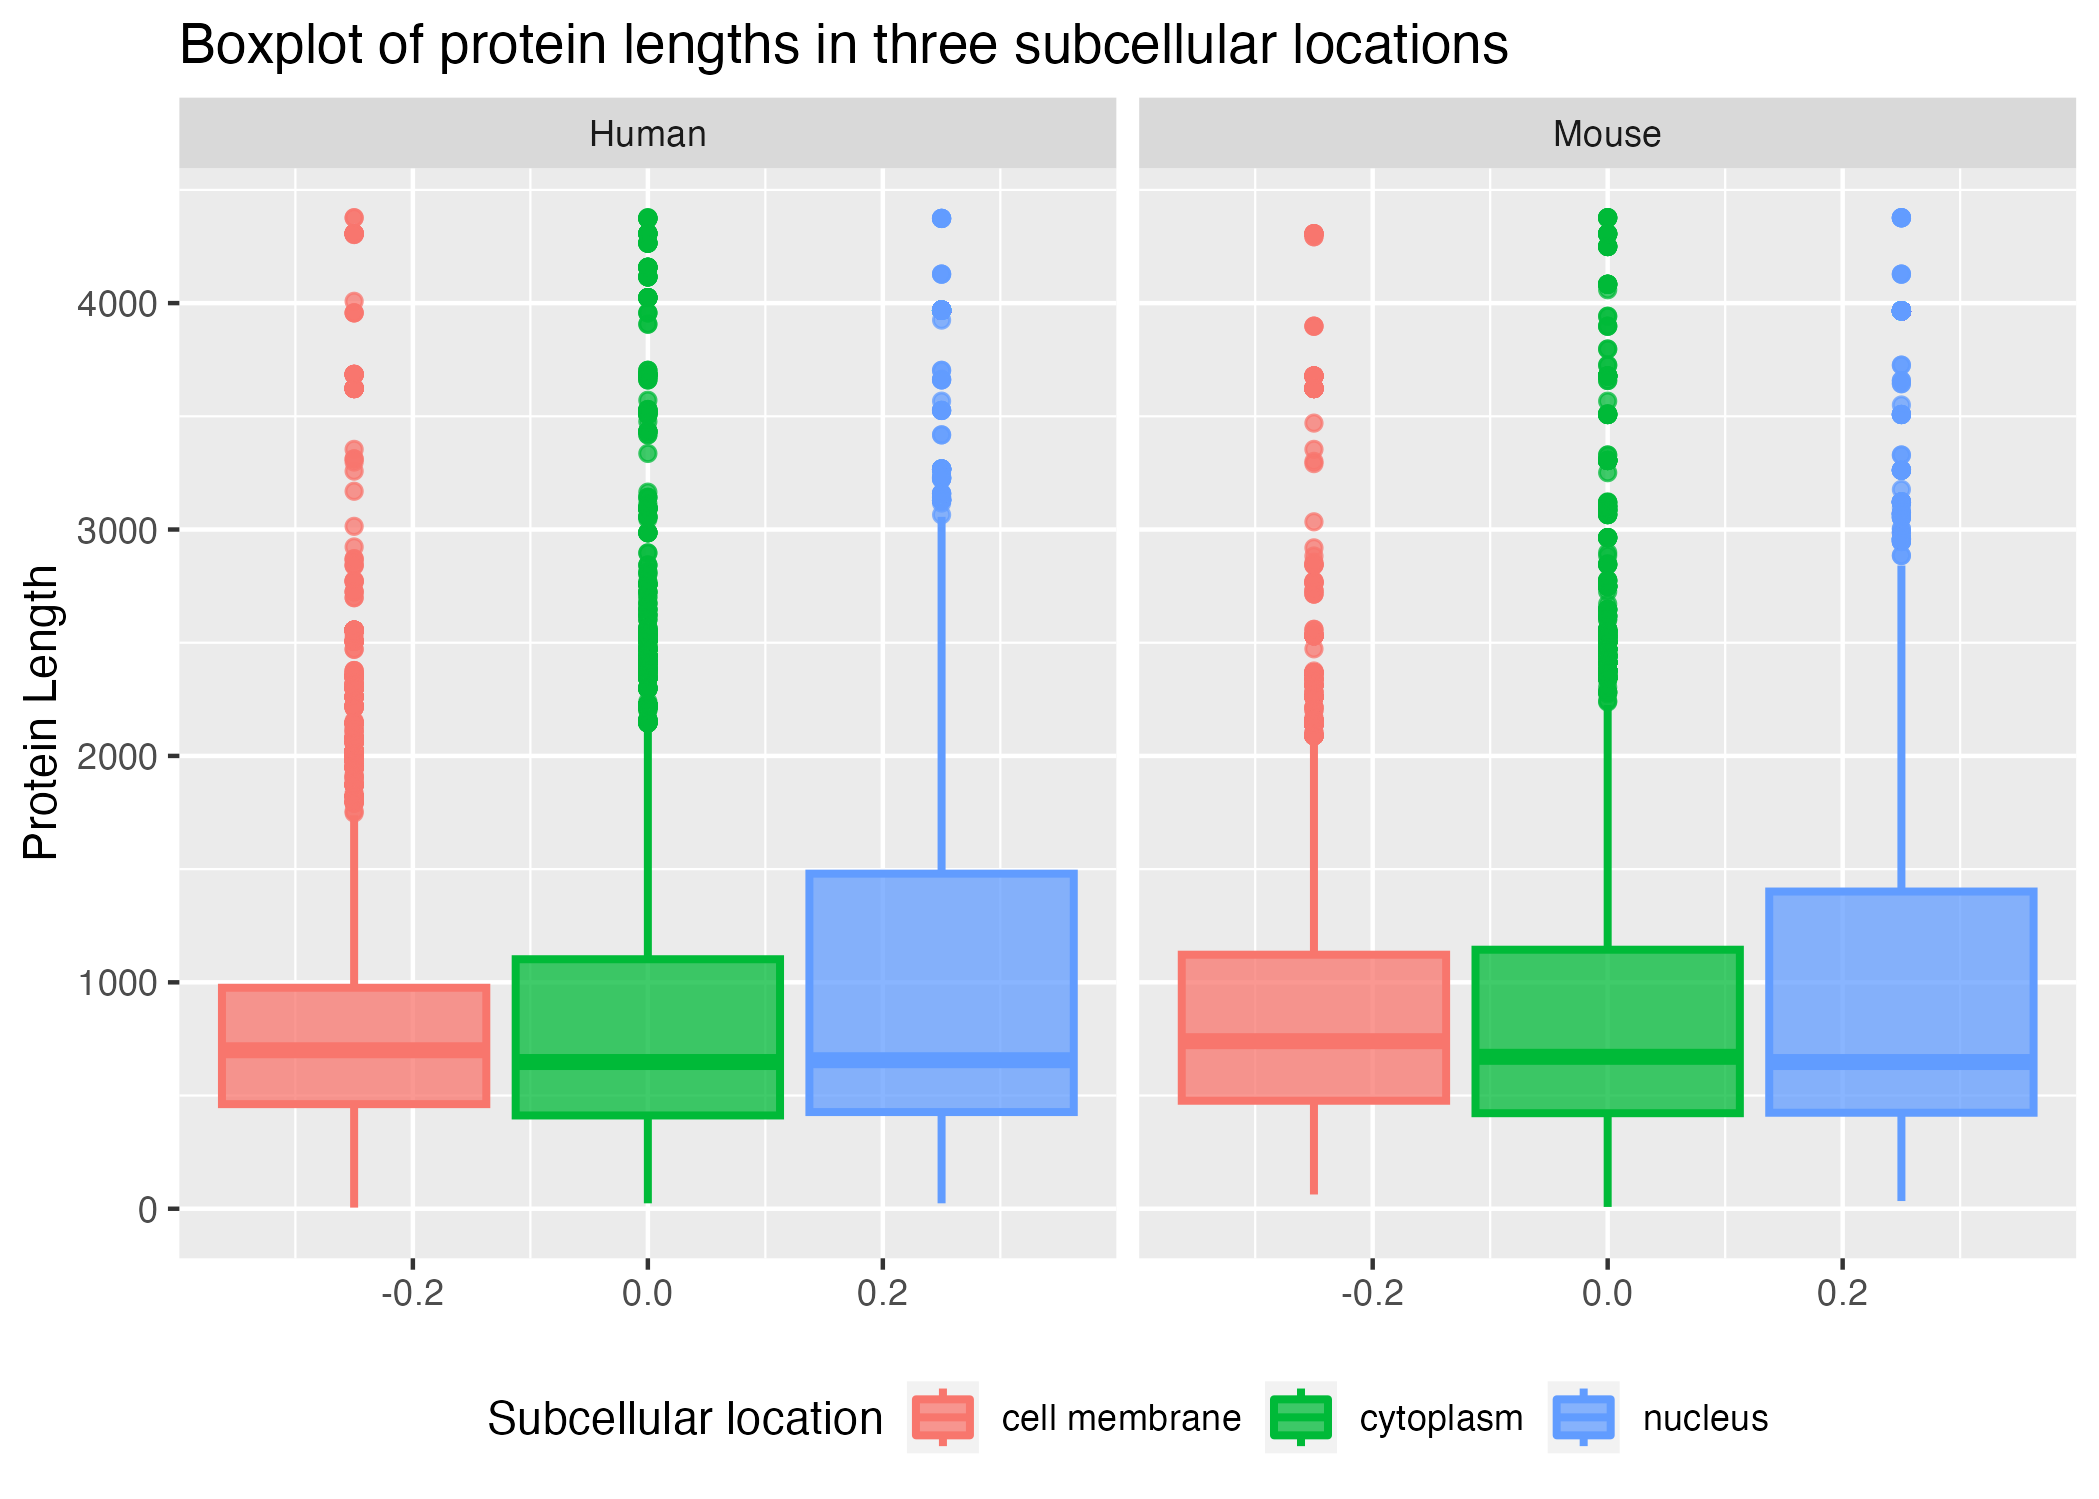 Boxplot of protein lengths in three subcellular locations
Human
Mouse
Protein Length
4000
3000
2000
1000
0
-0.2 0.0 0.2
-0.2 0.0 0.2
Subcellular location cell membrane cytoplasm nucleus